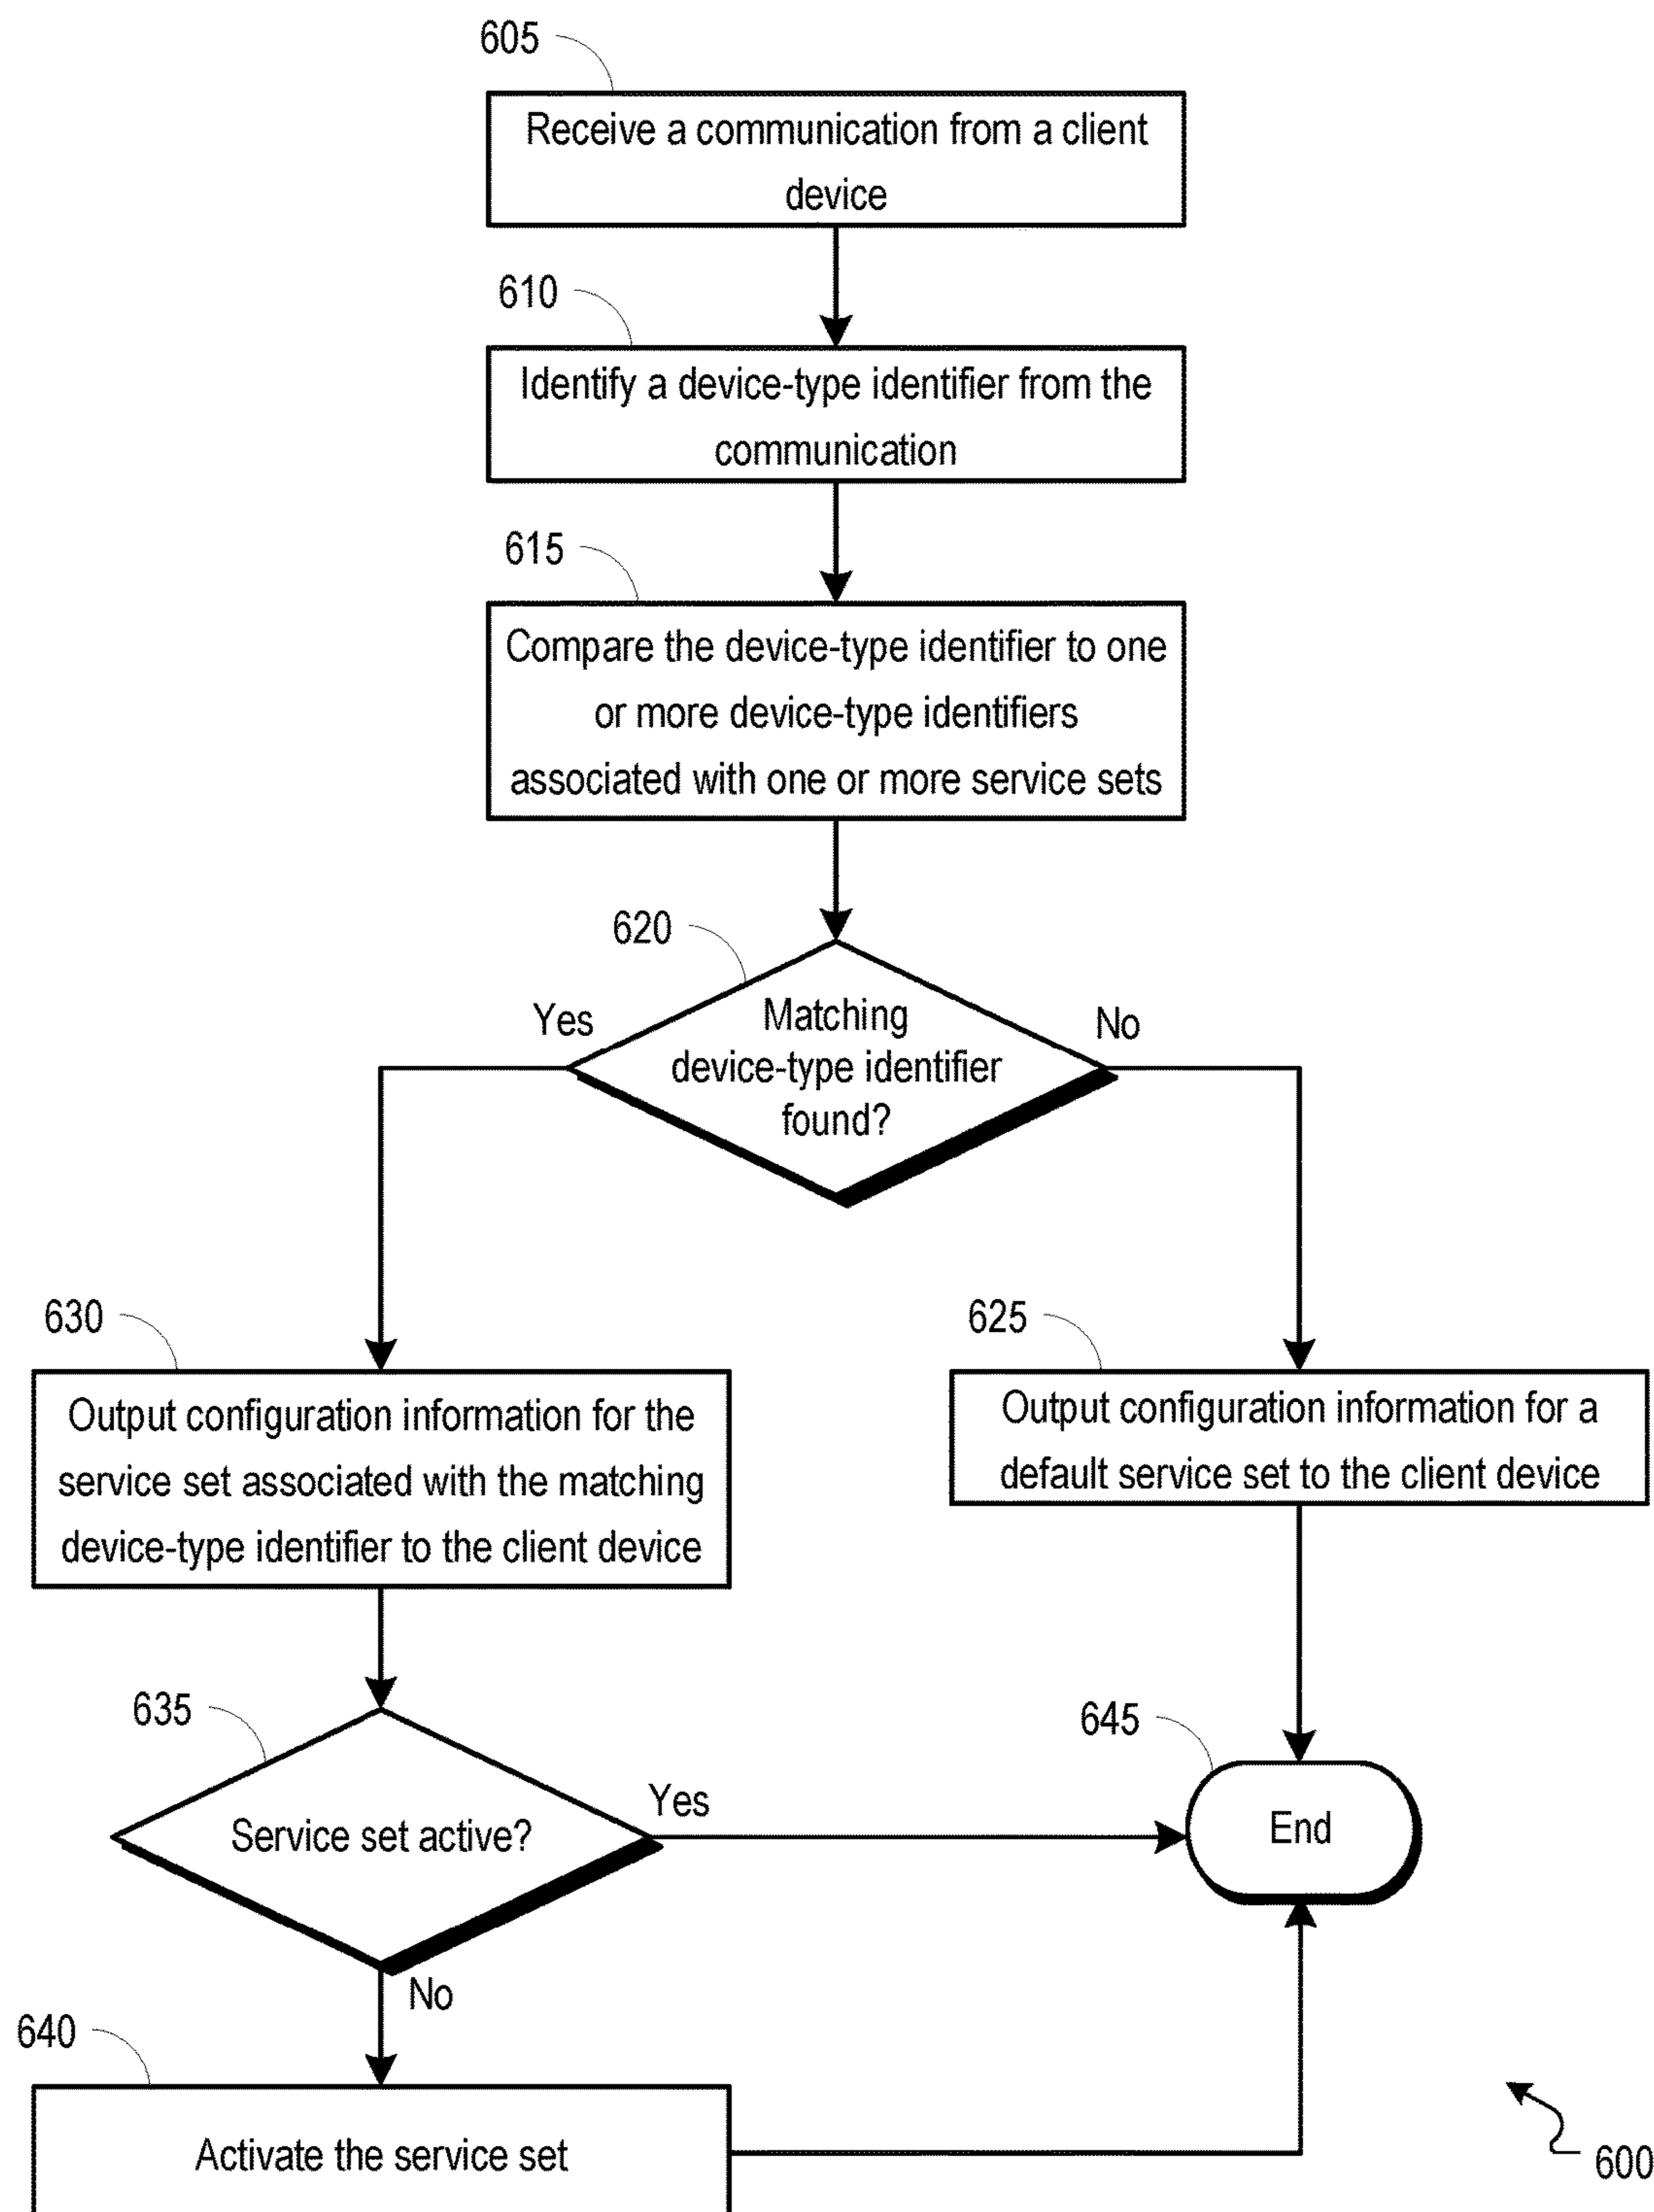 605
Receive a communication from a client
device
610
Identify a device-type identifier from the
communication
615
Compare the device-type identifier to one
or more device-type identifiers
associated with one or more service sets
620
Yes
Matching
device-type identifier
found?
No
630
Output configuration information for the
service set associated with the matching
device-type identifier to the client device
625
Output configuration information for a
default service set to the client device
635
Service set active?
Yes
No
645
End
640
Activate the service set
600